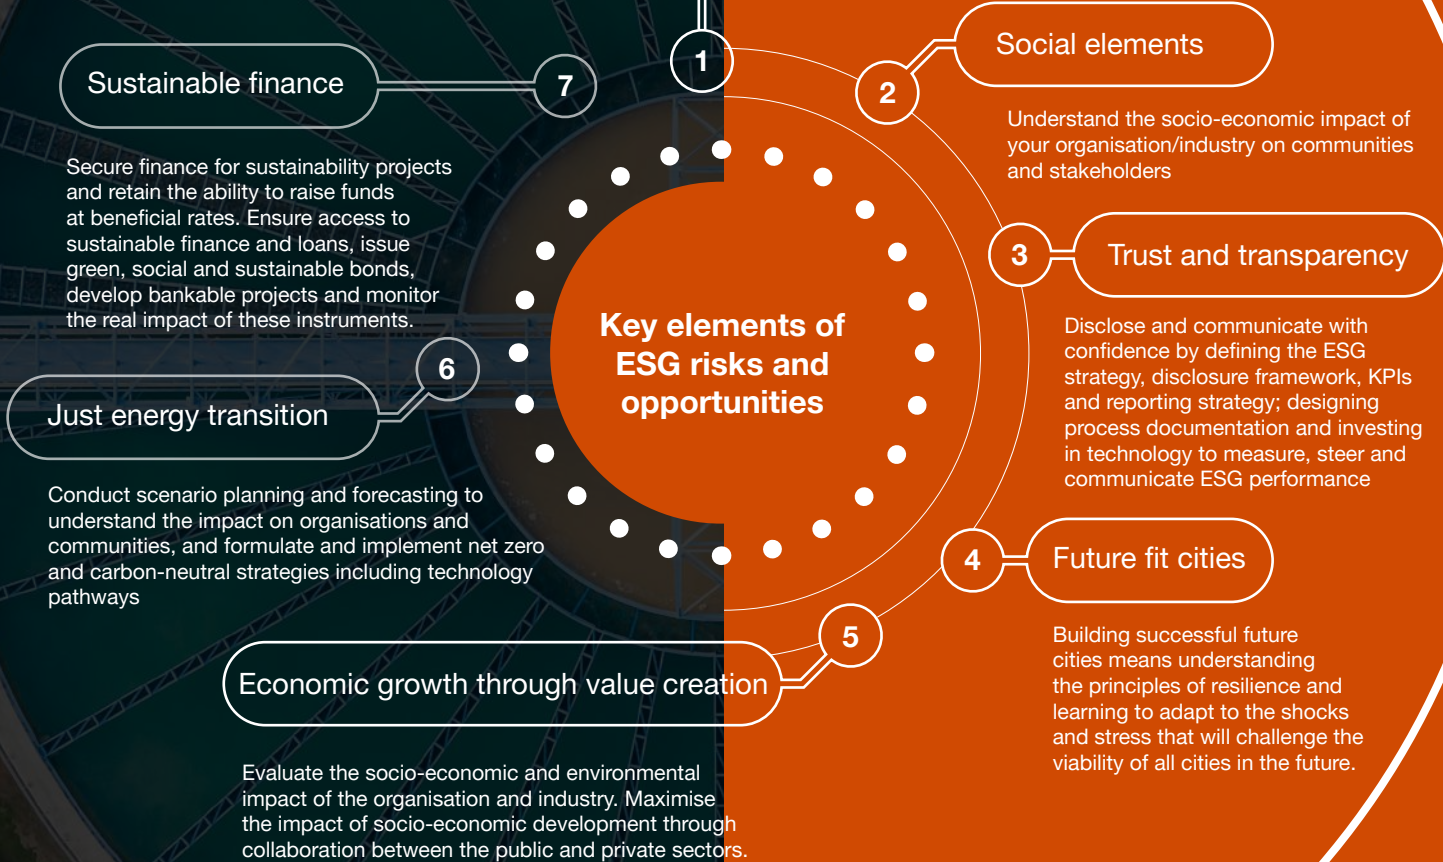 1
2
Social elements
Understand the socio-economic impact of
your organisation/industry on communities
and stakeholders
3
Trust and transparency
Disclose and communicate with
confidence by defining the ESG
strategy, disclosure framework, KPIs
and reporting strategy; designing
process documentation and investing
in technology to measure, steer and
communicate ESG performance
4
Future fit cities
Building successful future
cities means understanding
the principles of resilience and
learning to adapt to the shocks
and stress that will challenge the
viability of all cities in the future.
5
Economic growth through value creation
Evaluate the socio-economic and environmental
impact of the organisation and industry. Maximise
the impact of socio-economic development through
collaboration between the public and private sectors.
6
Just energy transition
Conduct scenario planning and forecasting to
understand the impact on organisations and
communities, and formulate and implement net zero
and carbon-neutral strategies including technology
pathways
7
Sustainable finance
Secure finance for sustainability projects
and retain the ability to raise funds
at beneficial rates. Ensure access to
sustainable finance and loans, issue
green, social and sustainable bonds,
develop bankable projects and monitor
the real impact of these instruments.
Key elements of
ESG risks and
opportunities